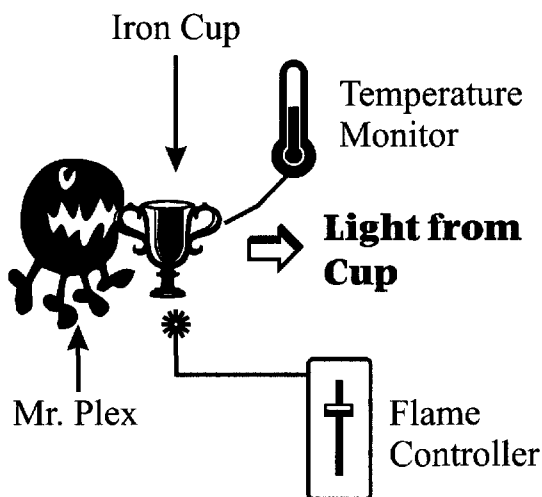 Iron Cup
Temperature
Monitor
Light from
Cup
Mr. Plex
Flame
Controller